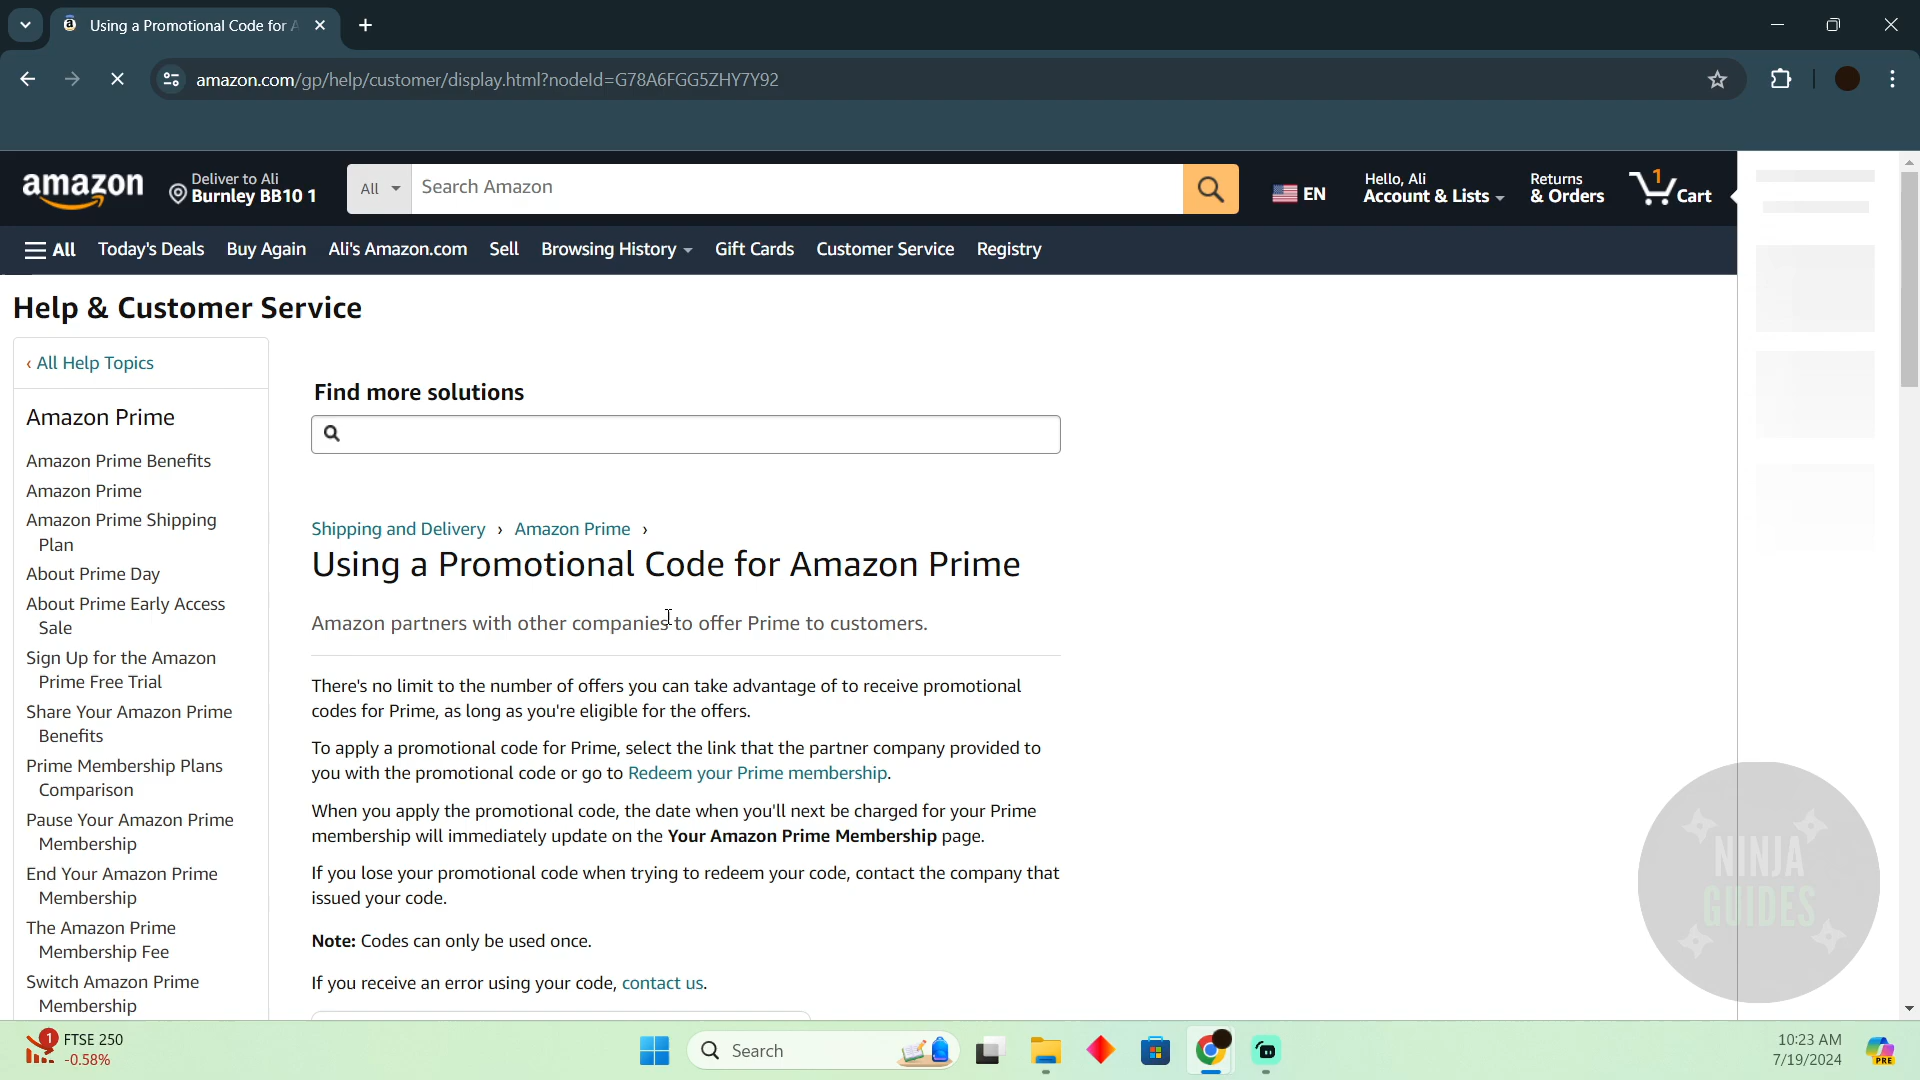 Using a Promotional Code for A
amazon.com/gp/help/customer/display.html?nodeId=G78A6FGG5ZHY7Y92
amazon
Deliver to Ali
Burnley BB10 1
All
Search Amazon
EN
Hello, Ali
Account & Lists
Returns
& Orders
1
Cart
All
Today's Deals
Buy Again
Ali's Amazon.com
Sell
Browsing History
Gift Cards
Customer Service
Registry
Help & Customer Service
‹ All Help Topics
Amazon Prime
Amazon Prime Benefits
Amazon Prime
Amazon Prime Shipping
Plan
About Prime Day
About Prime Early Access
Sale
Sign Up for the Amazon
Prime Free Trial
Share Your Amazon Prime
Benefits
Prime Membership Plans
Comparison
Pause Your Amazon Prime
Membership
End Your Amazon Prime
Membership
The Amazon Prime
Membership Fee
Switch Amazon Prime
Membership
Find more solutions
Shipping and Delivery › Amazon Prime ›
Using a Promotional Code for Amazon Prime
Amazon partners with other companies to offer Prime to customers.
There's no limit to the number of offers you can take advantage of to receive promotional
codes for Prime, as long as you're eligible for the offers.
To apply a promotional code for Prime, select the link that the partner company provided to
you with the promotional code or go to Redeem your Prime membership.
When you apply the promotional code, the date when you'll next be charged for your Prime
membership will immediately update on the Your Amazon Prime Membership page.
If you lose your promotional code when trying to redeem your code, contact the company that
issued your code.
Note: Codes can only be used once.
If you receive an error using your code, contact us.
NINJA
GUIDES
1
FTSE 250
-0.58%
Search
10:23 AM
7/19/2024
PRE